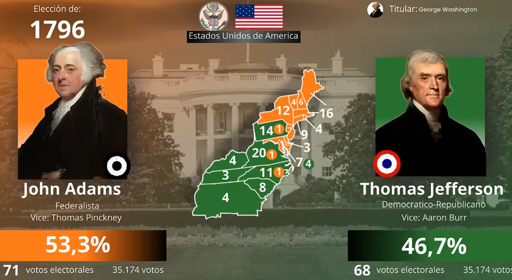 Elección de:
1796
Titular: George Washington
Estados Unidos de America
4 6
12
16
14 1
9
4
3
20 1
7 4
4
3
11 1
8
4
John Adams
Federalista
Vice: Thomas Pinckney
Thomas Jefferson
Democratico-Republicano
Vice: Aaron Burr
53,3%
46,7%
71 votos electorales 35.174 votos
68 votos electorales 35.174 votos